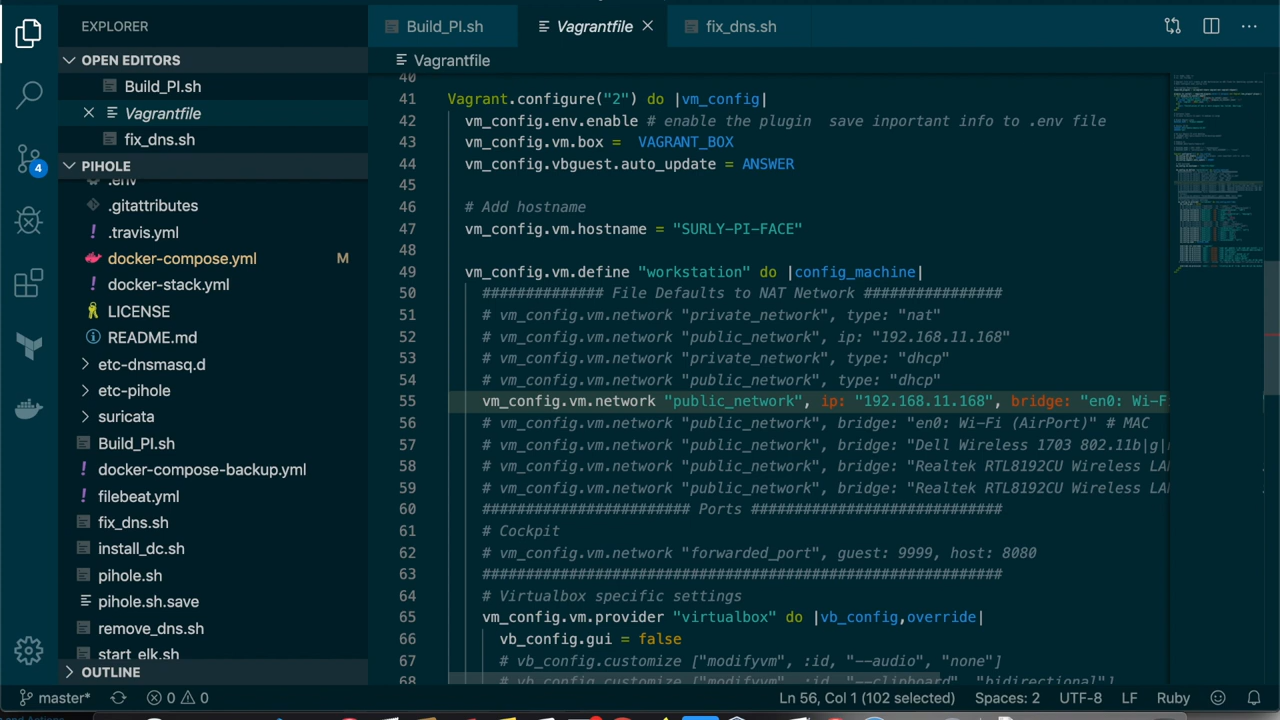 EXPLORER
OPEN EDITORS
Build_PI.sh
Vagrantfile
fix_dns.sh
PIHOLE
.env
.gitattributes
.travis.yml
docker-compose.yml M
docker-stack.yml
LICENSE
README.md
etc-dnsmasq.d
etc-pihole
suricata
Build_PI.sh
docker-compose-backup.yml
filebeat.yml
fix_dns.sh
install_dc.sh
pihole.sh
pihole.sh.save
remove_dns.sh
start_elk.sh
OUTLINE
4
Build_PI.sh Vagrantfile fix_dns.sh
Vagrantfile
40
41 Vagrant.configure("2") do |vm_config|
42 vm_config.env.enable # enable the plugin save inportant info to .env file
43 vm_config.vm.box = VAGRANT_BOX
44 vm_config.vbguest.auto_update = ANSWER
45
46 # Add hostname
47 vm_config.vm.hostname = "SURLY-PI-FACE"
48
49 vm_config.vm.define "workstation" do |config_machine|
50 ############## File Defaults to NAT Network ################
51 # vm_config.vm.network "private_network", type: "nat"
52 # vm_config.vm.network "public_network", ip: "192.168.11.168"
53 # vm_config.vm.network "private_network", type: "dhcp"
54 # vm_config.vm.network "public_network", type: "dhcp"
55 vm_config.vm.network "public_network", ip: "192.168.11.168", bridge: "en0: Wi-F
56 # vm_config.vm.network "public_network", bridge: "en0: Wi-Fi (AirPort)" # MAC
57 # vm_config.vm.network "public_network", bridge: "Dell Wireless 1703 802.11b|g|
58 # vm_config.vm.network "public_network", bridge: "Realtek RTL8192CU Wireless LA
59 # vm_config.vm.network "public_network", bridge: "Realtek RTL8192CU Wireless LA
60 ######################## Ports #############################
61 # Cockpit
62 # vm_config.vm.network "forwarded_port", guest: 9999, host: 8080
63 ############################################################
64 # Virtualbox specific settings
65 vm_config.vm.provider "virtualbox" do |vb_config,override|
66 vb_config.gui = false
67 # vb_config.customize ["modifyvm", :id, "--audio", "none"]
68 # vb_config.customize ["modifyvm", :id, "--clipboard", "bidirectional"]
master* 0 0 Ln 56, Col 1 (102 selected) Spaces: 2 UTF-8 LF Ruby